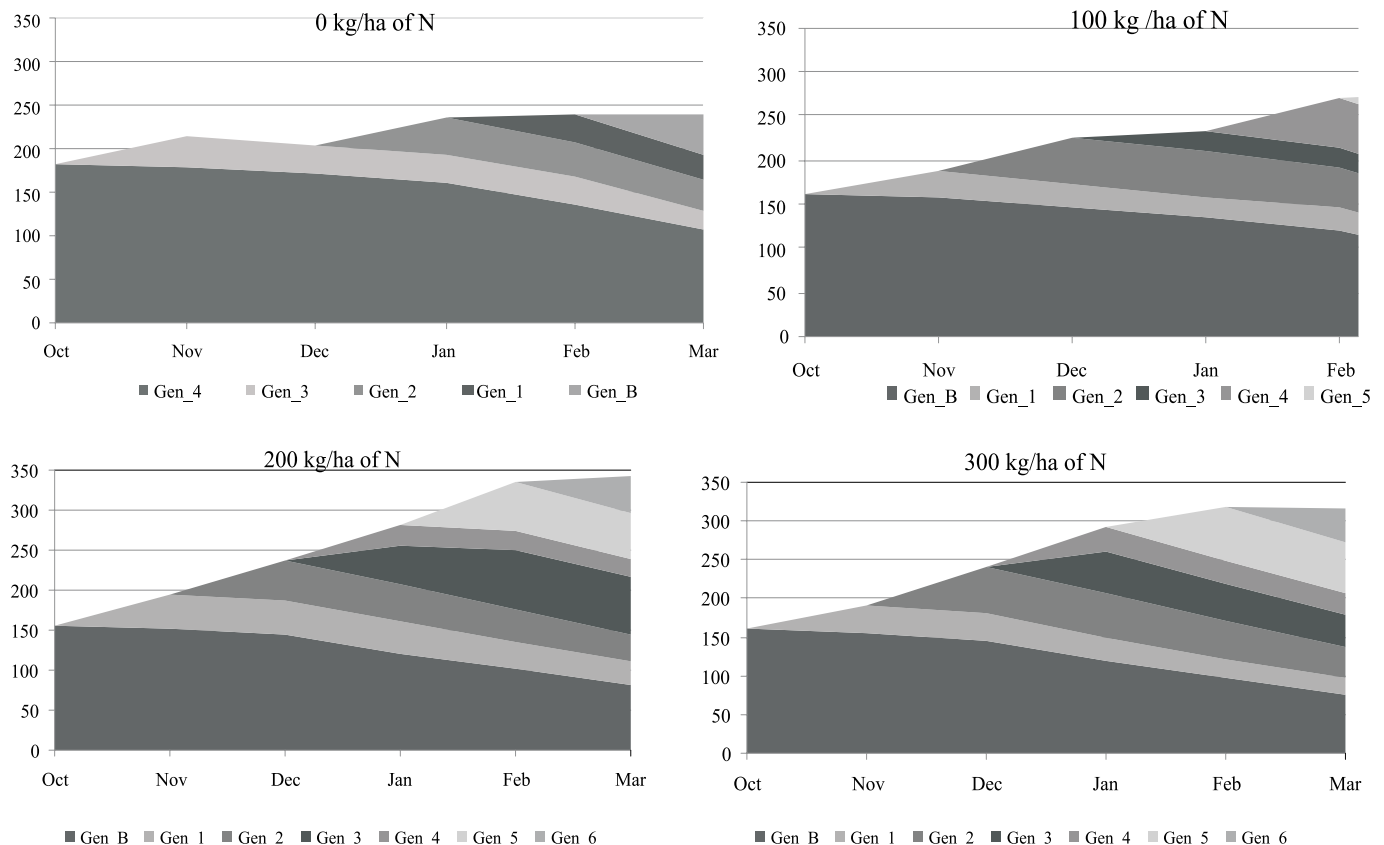 0 kg/ha of N
350
300
250
200
150
100
50
0
Oct Nov Dec Jan Feb Mar
Gen_4 Gen_3 Gen_2 Gen_1 Gen_B
100 kg /ha of N
350
300
250
200
150
100
50
0
Oct Nov Dec Jan Feb
Gen_B Gen_1 Gen_2 Gen_3 Gen_4 Gen_5
200 kg/ha of N
350
300
250
200
150
100
50
0
Oct Nov Dec Jan Feb Mar
Gen B Gen 1 Gen 2 Gen 3 Gen 4 Gen 5 Gen 6
300 kg/ha of N
350
300
250
200
150
100
50
0
Oct Nov Dec Jan Feb Mar
Gen B Gen 1 Gen 2 Gen 3 Gen 4 Gen 5 Gen 6